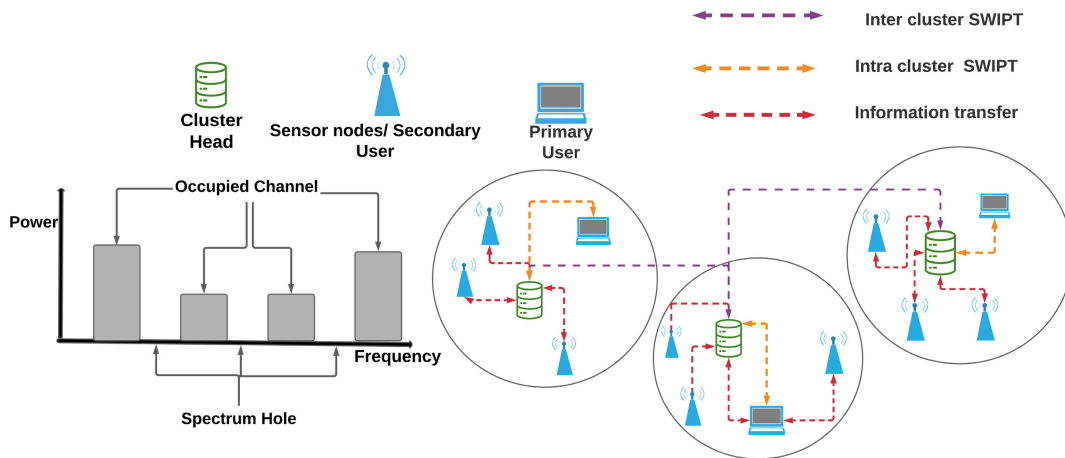 Inter cluster SWIPT
Intra cluster SWIPT
Information transfer
Cluster
Head
Sensor nodes/ Secondary
User
Primary
User
Occupied Channel
Power
Frequency
Spectrum Hole